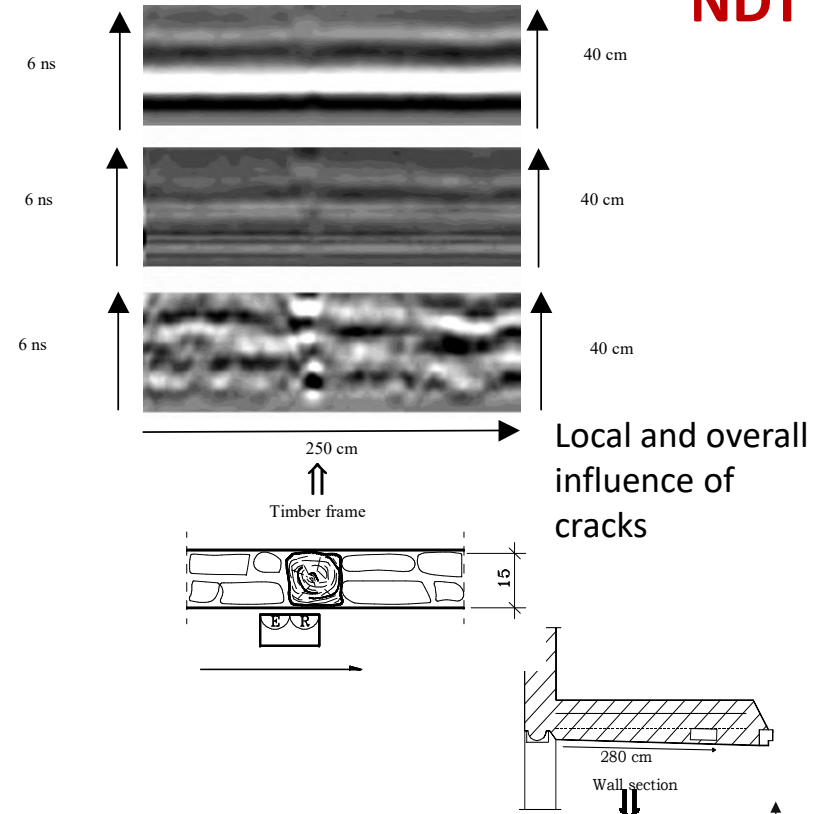 NDT
6 ns
40 cm
6 ns
40 cm
6 ns
40 cm
250 cm
Timber frame
Local and overall
influence of
cracks
15
E R
280 cm
Wall section